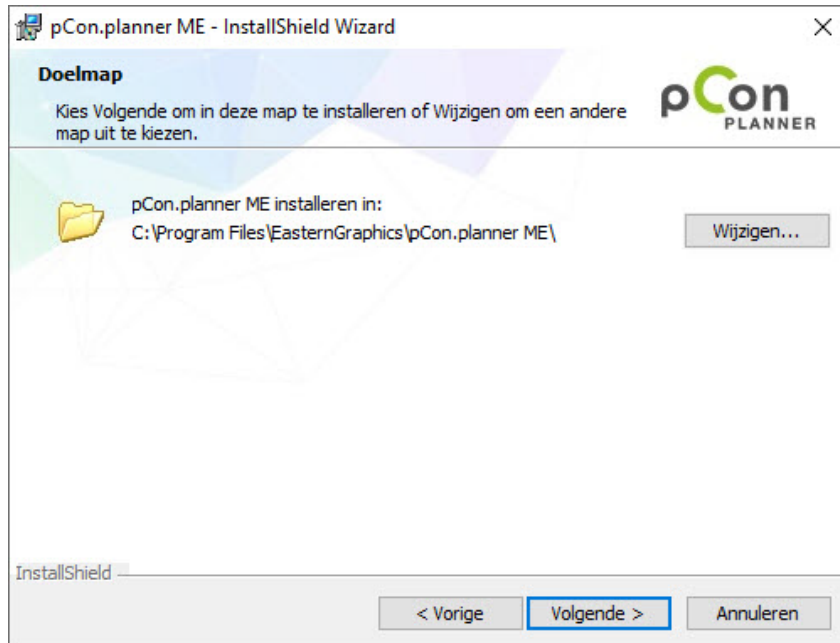 pCon.planner ME - InstallShield Wizard
Doelmap
Kies Volgende om in deze map te installeren of Wijzigen om een andere
map uit te kiezen.
pCon
PLANNER
pCon.planner ME installeren in:
C:\Program Files\EasternGraphics\pCon.planner ME\
Wijzigen...
InstallShield
< Vorige
Volgende >
Annuleren